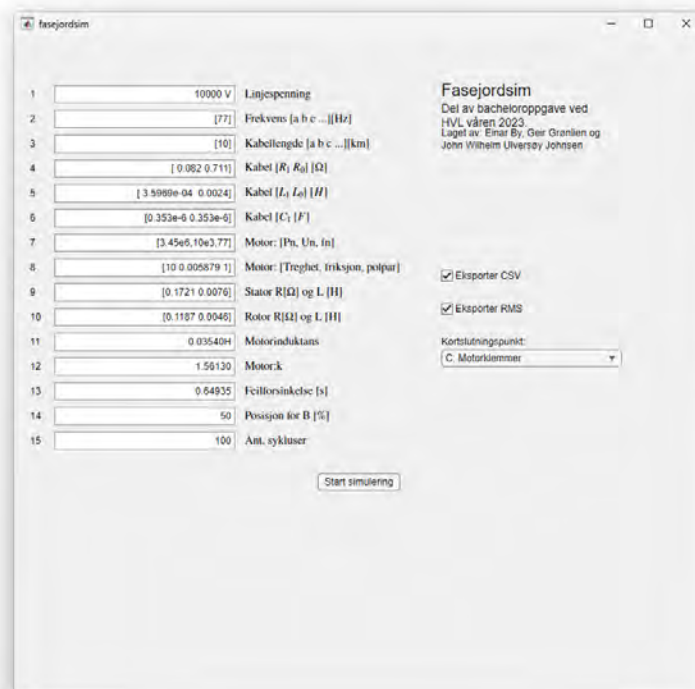 fasejordsim
1 10000 V Linjespenning
2 [77] Frekvens [a b c ...][Hz]
3 [10] Kabellengde [a b c ...][km]
4 [ 0.082 0.711] Kabel [R₁ R₀] [Ω]
5 [ 3.5969e-04 0.0024] Kabel [L₁ L₀] [H]
6 [0.353e-6 0.353e-6] Kabel [C₁ [F]
7 [3.45e6,10e3,77] Motor: [Pn, Un, fn]
8 [10 0.005879 1] Motor: [Treghet, friksjon, polpar]
9 [0.1721 0.0076] Stator R[Ω] og L [H]
10 [0.1187 0.0046] Rotor R[Ω] og L [H]
11 0.03540H Motorinduktans
12 1.56130 Motor:k
13 0.64935 Feilforsinkelse [s]
14 50 Posisjon for B [%]
15 100 Ant. sykluser
Start simulering
Fasejordsim
Del av bacheloroppgave ved
HVL våren 2023.
Laget av: Einar By, Geir Grønlien og
John Wilhelm Ulversøy Johnsen
Eksporter CSV
Eksporter RMS
Kortslutningspunkt:
C. Motorklemmer